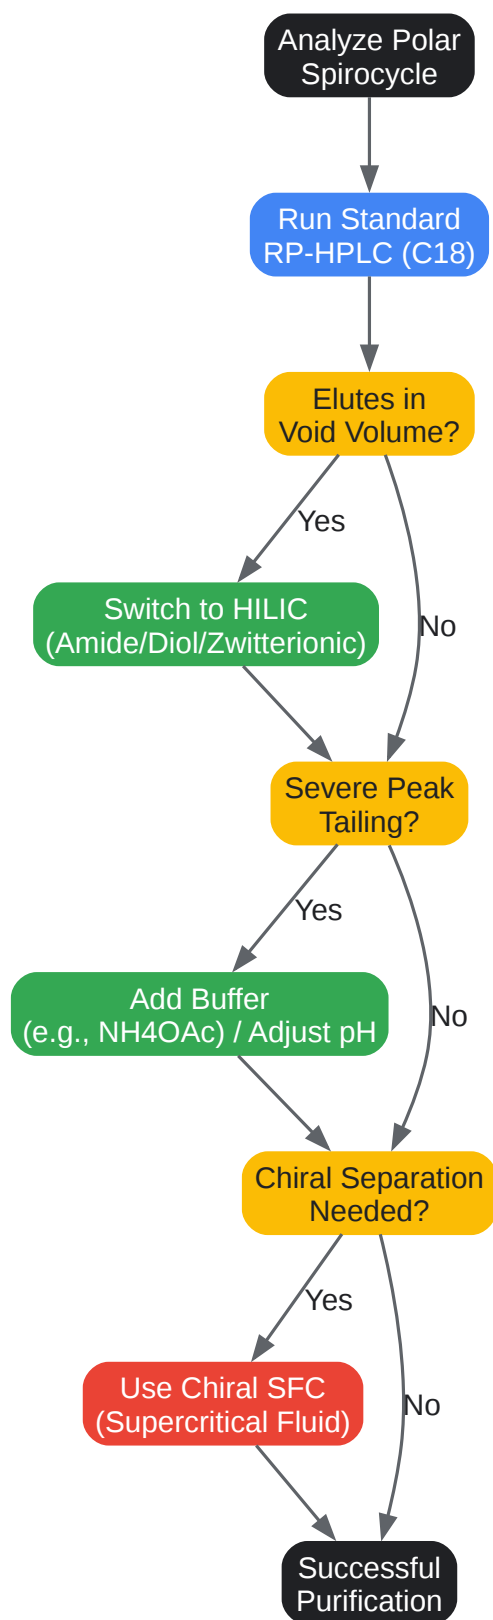 Analyze Polar
Spirocycle
Run Standard
RP-HPLC (C18)
Elutes in
Void Volume?
Yes
Switch to HILIC
(Amide/Diol/Zwitterionic)
No
Severe Peak
Tailing?
Yes
Add Buffer
(e.g., NH4OAc) / Adjust pH
No
Chiral Separation
Needed?
Yes
Use Chiral SFC
(Supercritical Fluid)
No
Successful
Purification